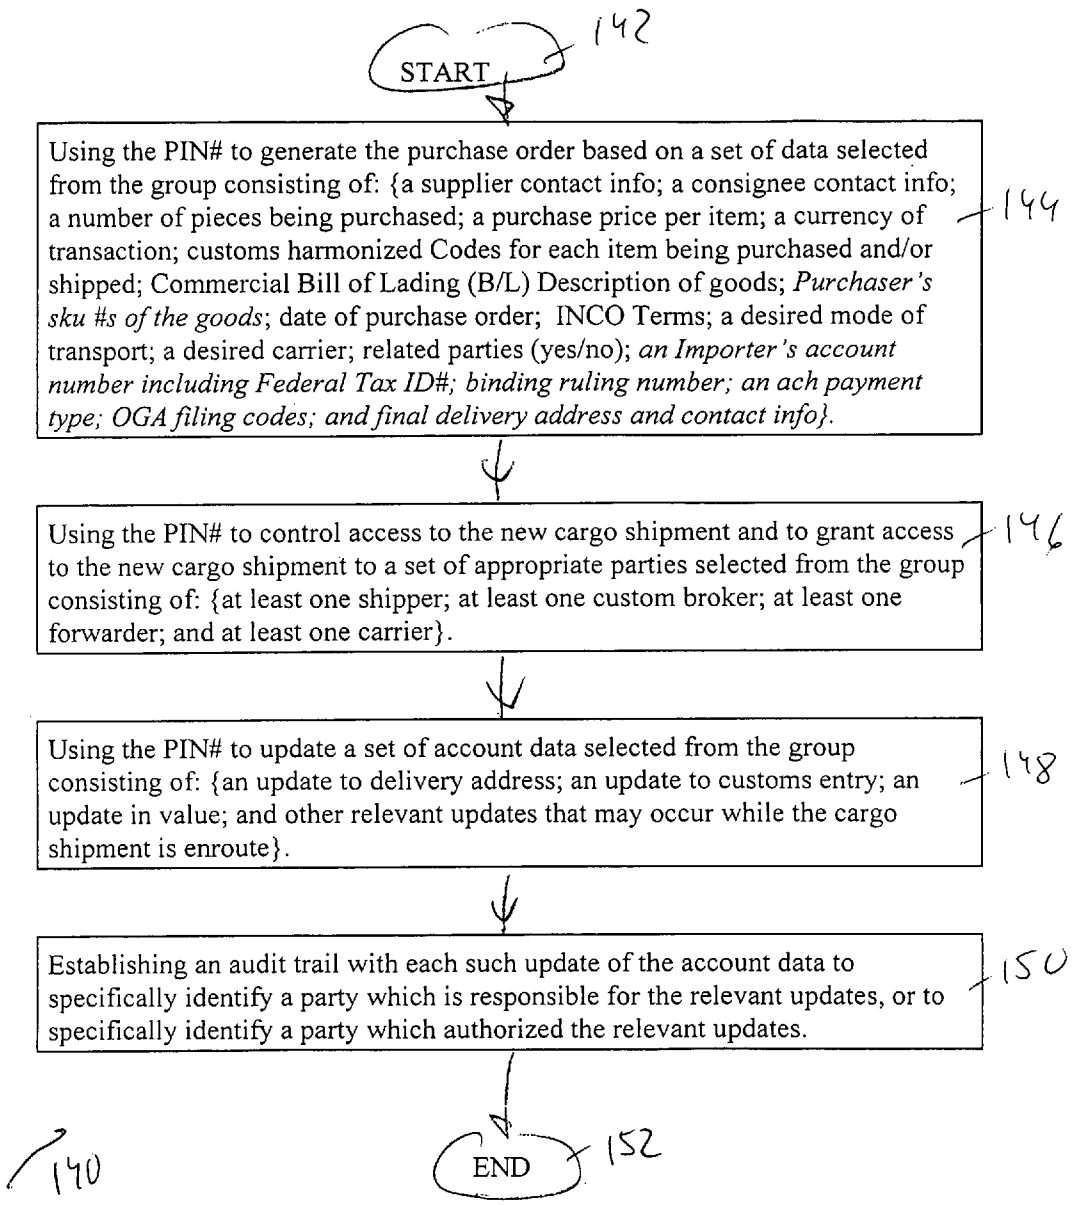 142
START
Using the PIN# to generate the purchase order based on a set of data selected
from the group consisting of: {a supplier contact info; a consignee contact info;
a number of pieces being purchased; a purchase price per item; a currency of
transaction; customs harmonized Codes for each item being purchased and/or
shipped; Commercial Bill of Lading (B/L) Description of goods; Purchaser's
sku #s of the goods; date of purchase order; INCO Terms; a desired mode of
transport; a desired carrier; related parties (yes/no); an Importer's account
number including Federal Tax ID#; binding ruling number; an ach payment
type; OGA filing codes; and final delivery address and contact info}.
144
Using the PIN# to control access to the new cargo shipment and to grant access
to the new cargo shipment to a set of appropriate parties selected from the group
consisting of: {at least one shipper; at least one custom broker; at least one
forwarder; and at least one carrier}.
146
Using the PIN# to update a set of account data selected from the group
consisting of: {an update to delivery address; an update to customs entry; an
update in value; and other relevant updates that may occur while the cargo
shipment is enroute}.
148
Establishing an audit trail with each such update of the account data to
specifically identify a party which is responsible for the relevant updates, or to
specifically identify a party which authorized the relevant updates.
150
END
152
140